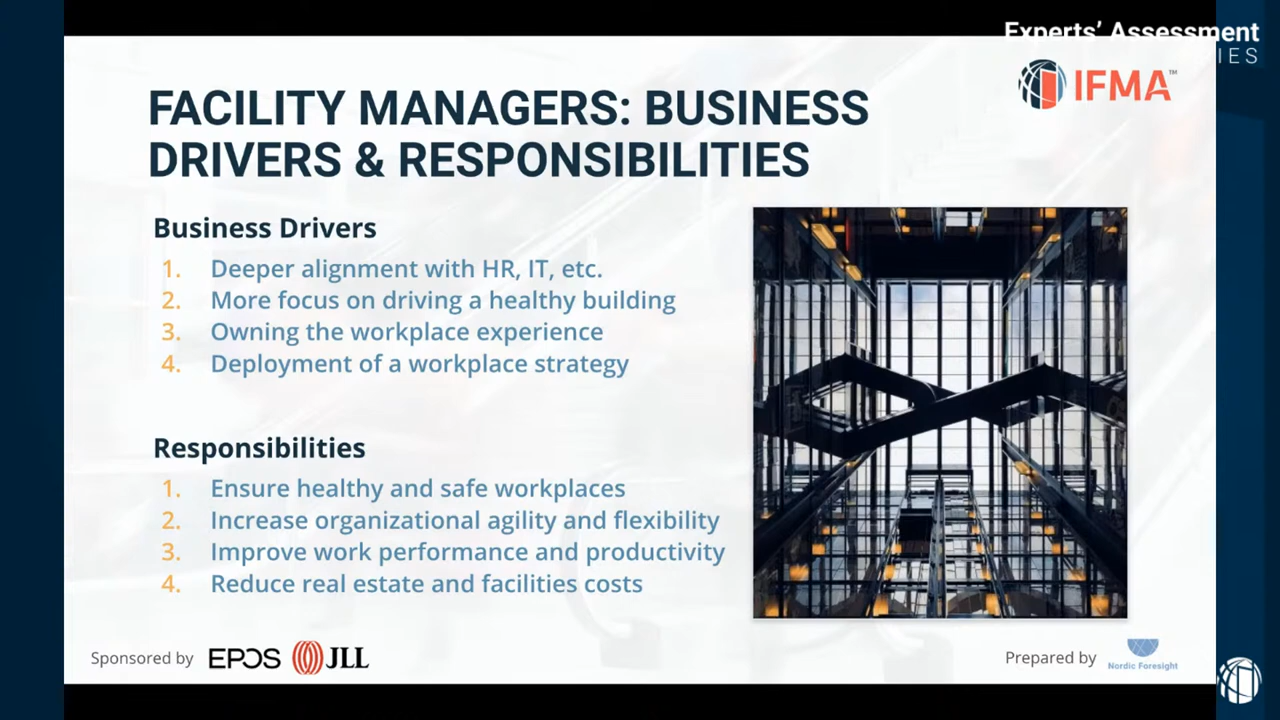 Experts' Assessment
IES
IFMA™
FACILITY MANAGERS: BUSINESS
DRIVERS & RESPONSIBILITIES
Business Drivers
1. Deeper alignment with HR, IT, etc.
2. More focus on driving a healthy building
3. Owning the workplace experience
4. Deployment of a workplace strategy
Responsibilities
1. Ensure healthy and safe workplaces
2. Increase organizational agility and flexibility
3. Improve work performance and productivity
4. Reduce real estate and facilities costs
Sponsored by EPOS JLL
Prepared by Nordic Foresight